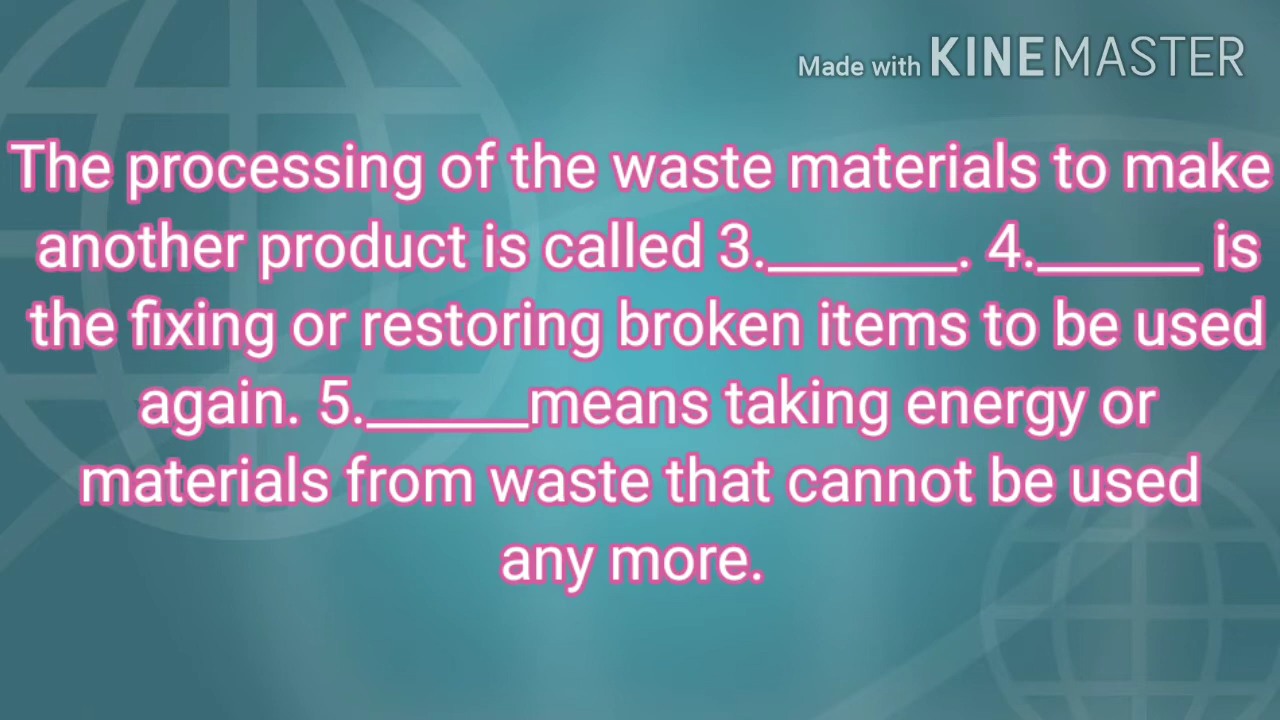 Made with KINEMASTER
The processing of the waste materials to make
another product is called 3._______. 4.______ is
the fixing or restoring broken items to be used
again. 5.______means taking energy or
materials from waste that cannot be used
any more.